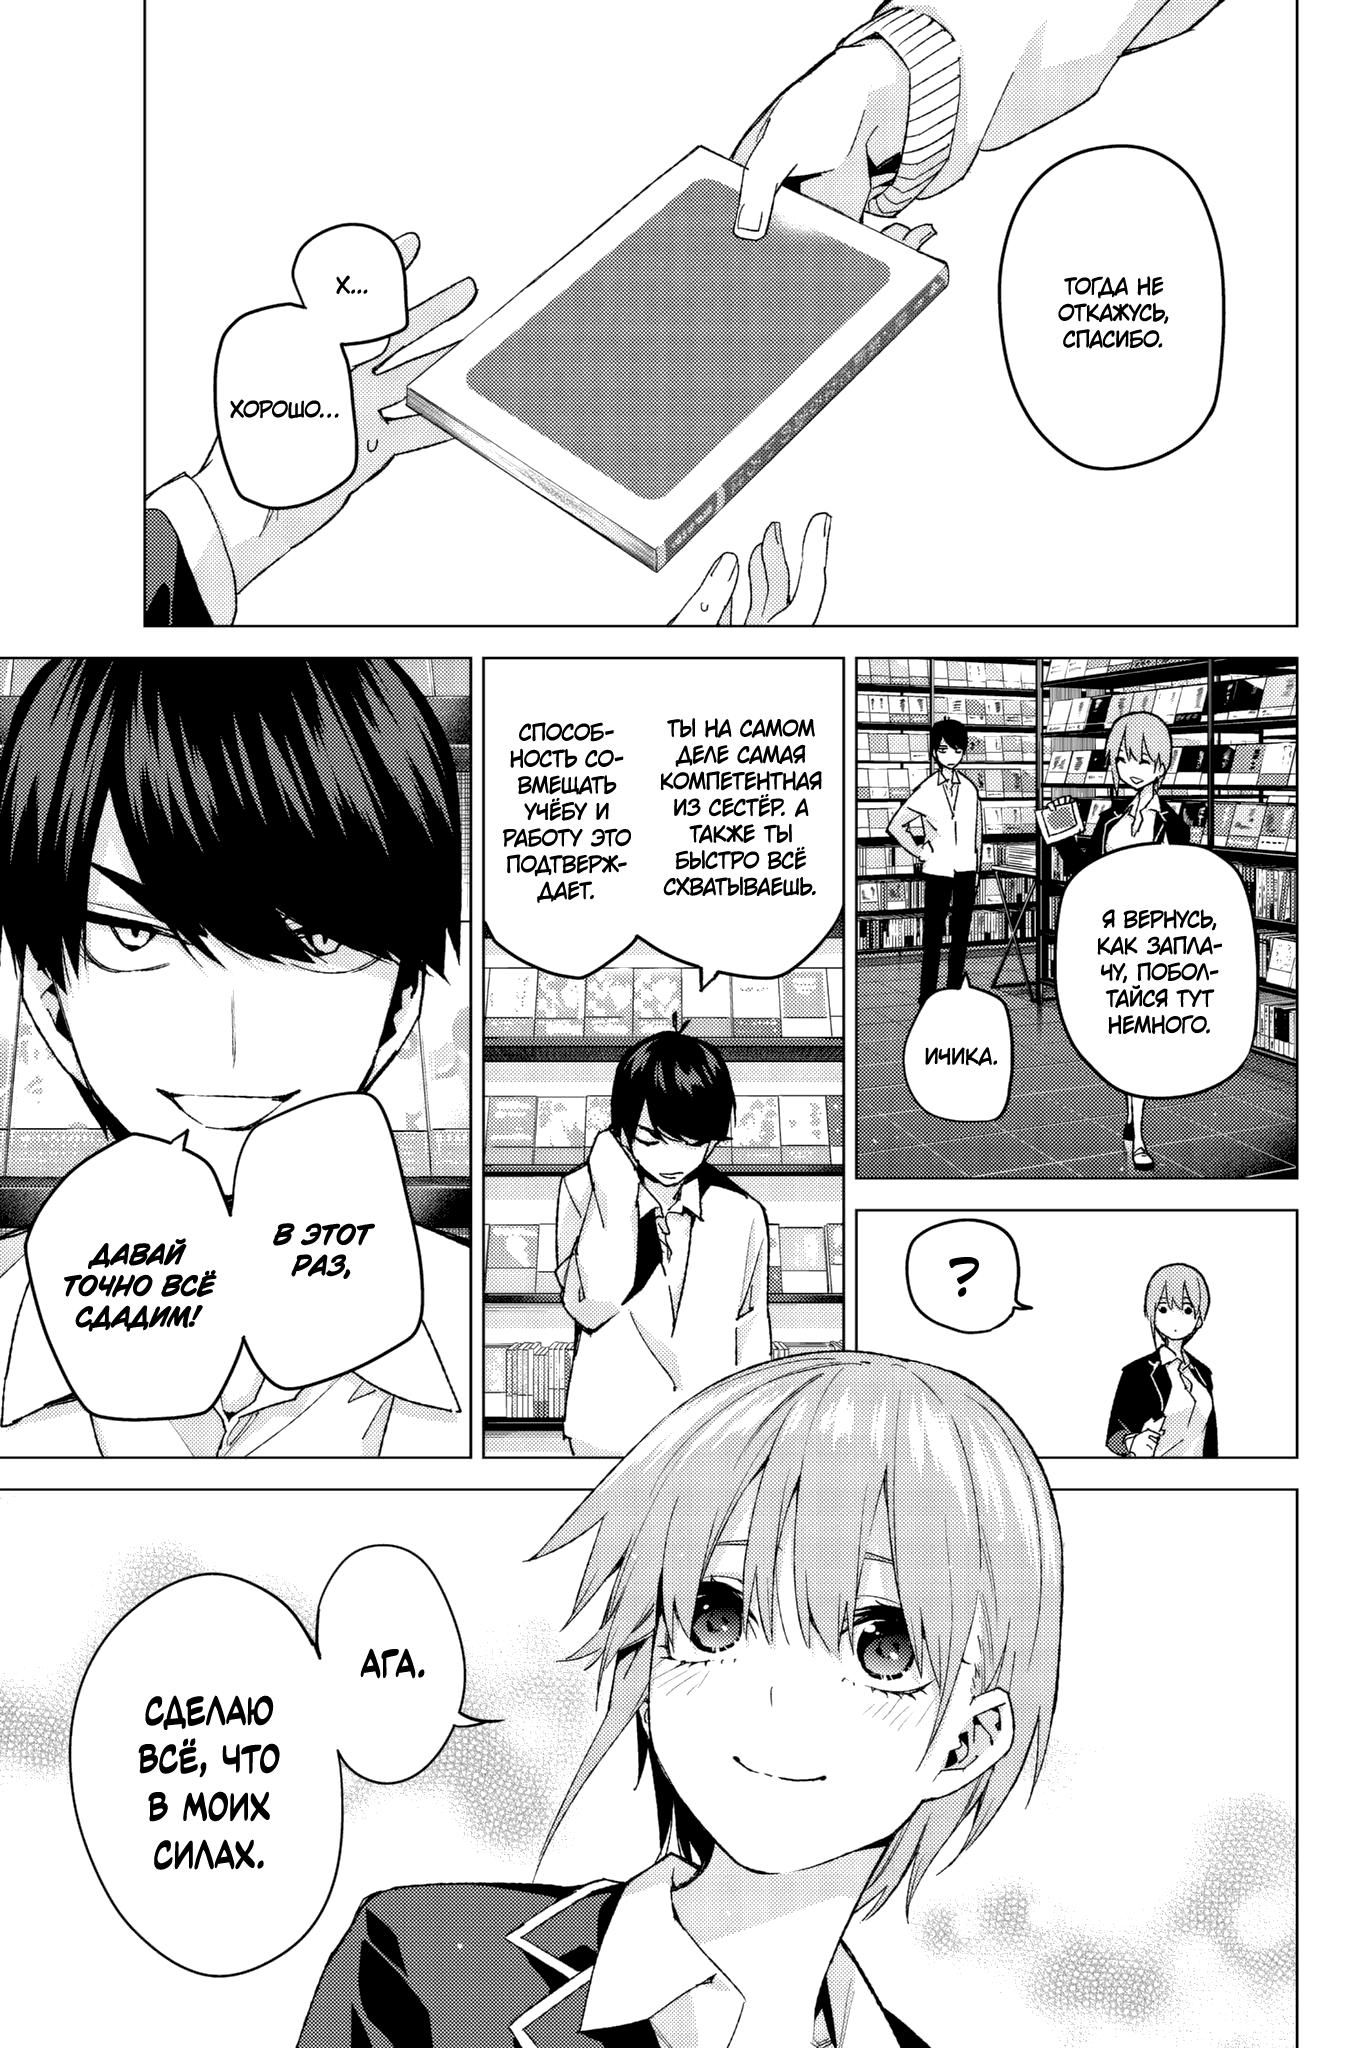 ТОГДА НЕ
ОТКАЖУСЬ,
СПАСИБО.
Х...
ХОРОШО...
Я ВЕРНУСЬ,
КАК ЗАПЛА-
ЧУ, ПОБОЛ-
ТАЙСЯ ТУТ
НЕМНОГО.
ИЧИКА.
?
ТЫ НА САМОМ
ДЕЛЕ САМАЯ
КОМПЕТЕНТНАЯ
ИЗ СЕСТЁР. А
ТАКЖЕ ТЫ
БЫСТРО ВСЁ
СХВАТЫВАЕШЬ.
СПОСОБ-
НОСТЬ СО-
ВМЕЩАТЬ
УЧЁБУ И
РАБОТУ ЭТО
ПОДТВЕРЖ-
ДАЕТ.
В ЭТОТ
РАЗ,
ДАВАЙ
ТОЧНО ВСЁ
СДАДИМ!
АГА.
СДЕЛАЮ
ВСЁ, ЧТО
В МОИХ
СИЛАХ.